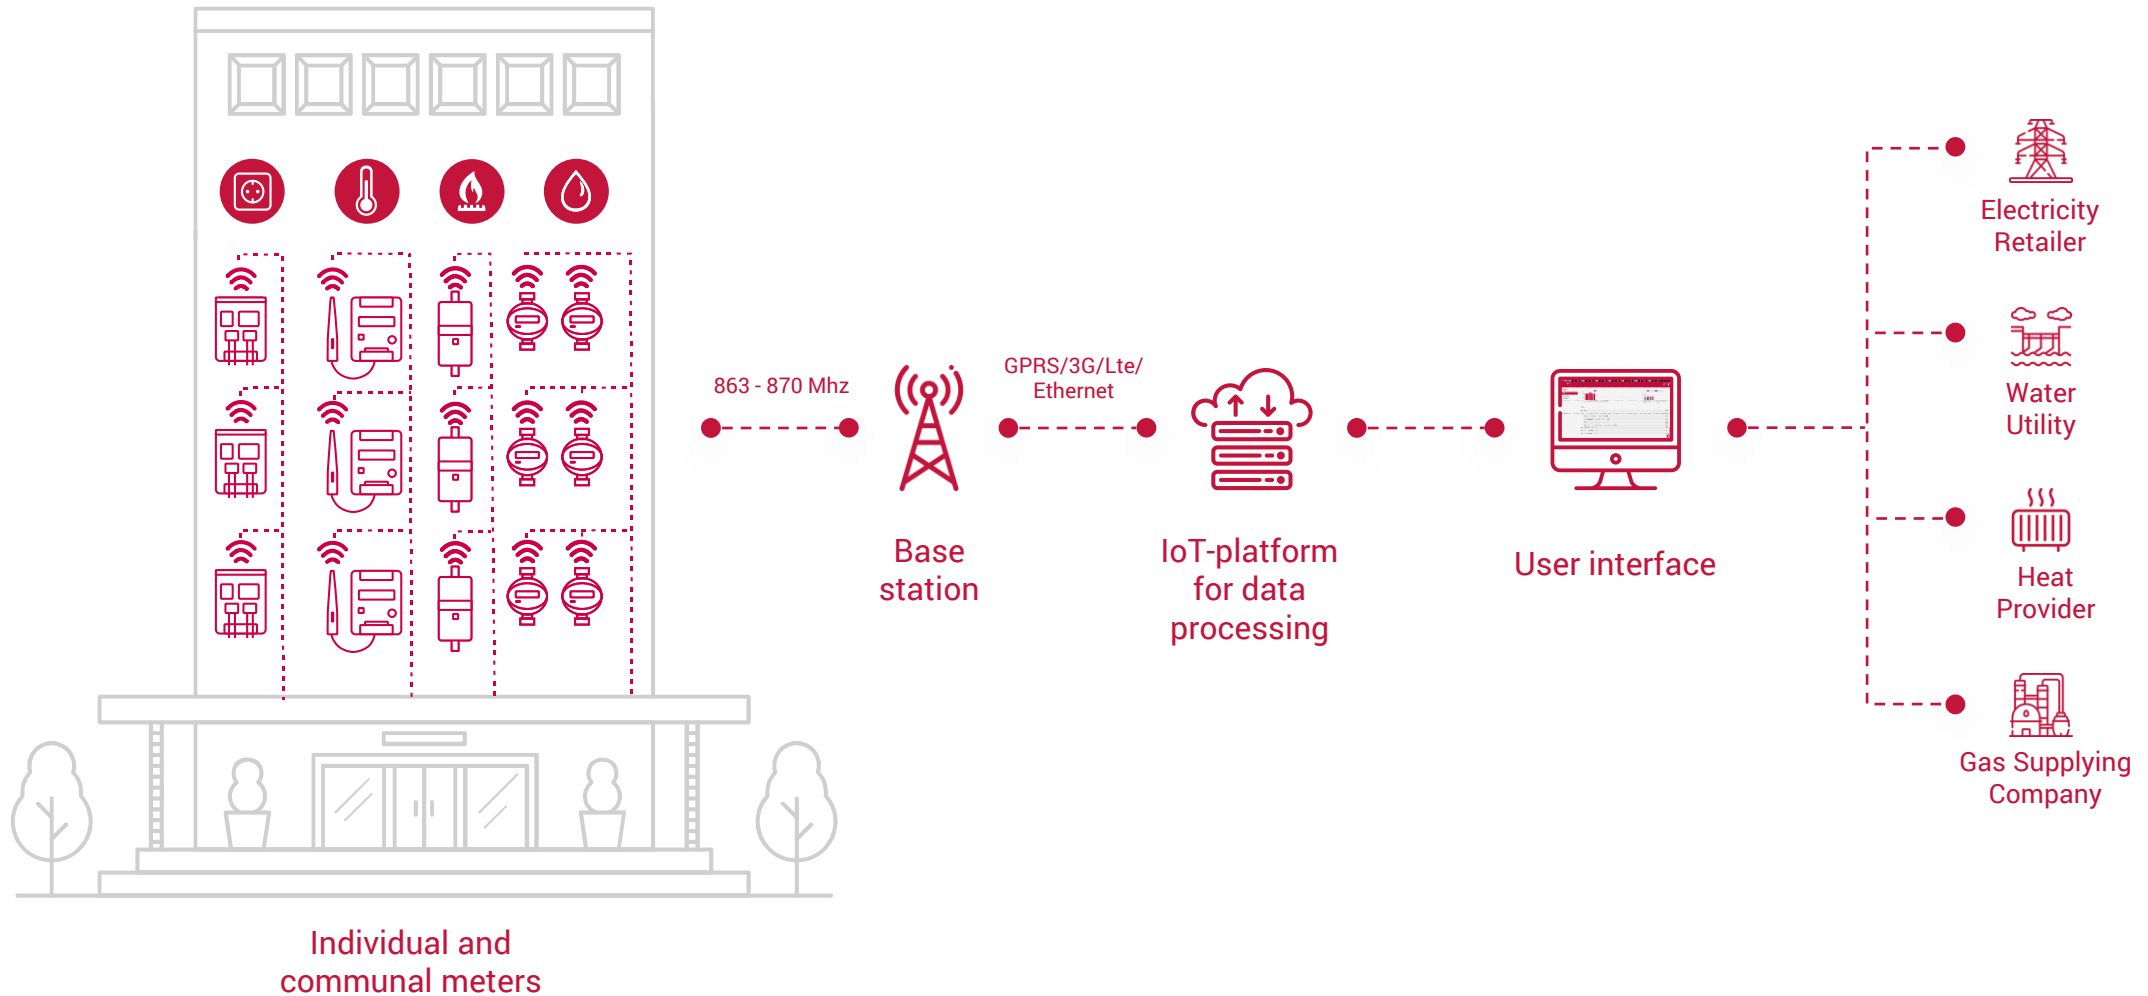 863 - 870 Mhz
GPRS/3G/Lte/
Ethernet
Base
station
IoT-platform
for data
processing
User interface
Electricity
Retailer
Water
Utility
Heat
Provider
Gas Supplying
Company
Individual and
communal meters